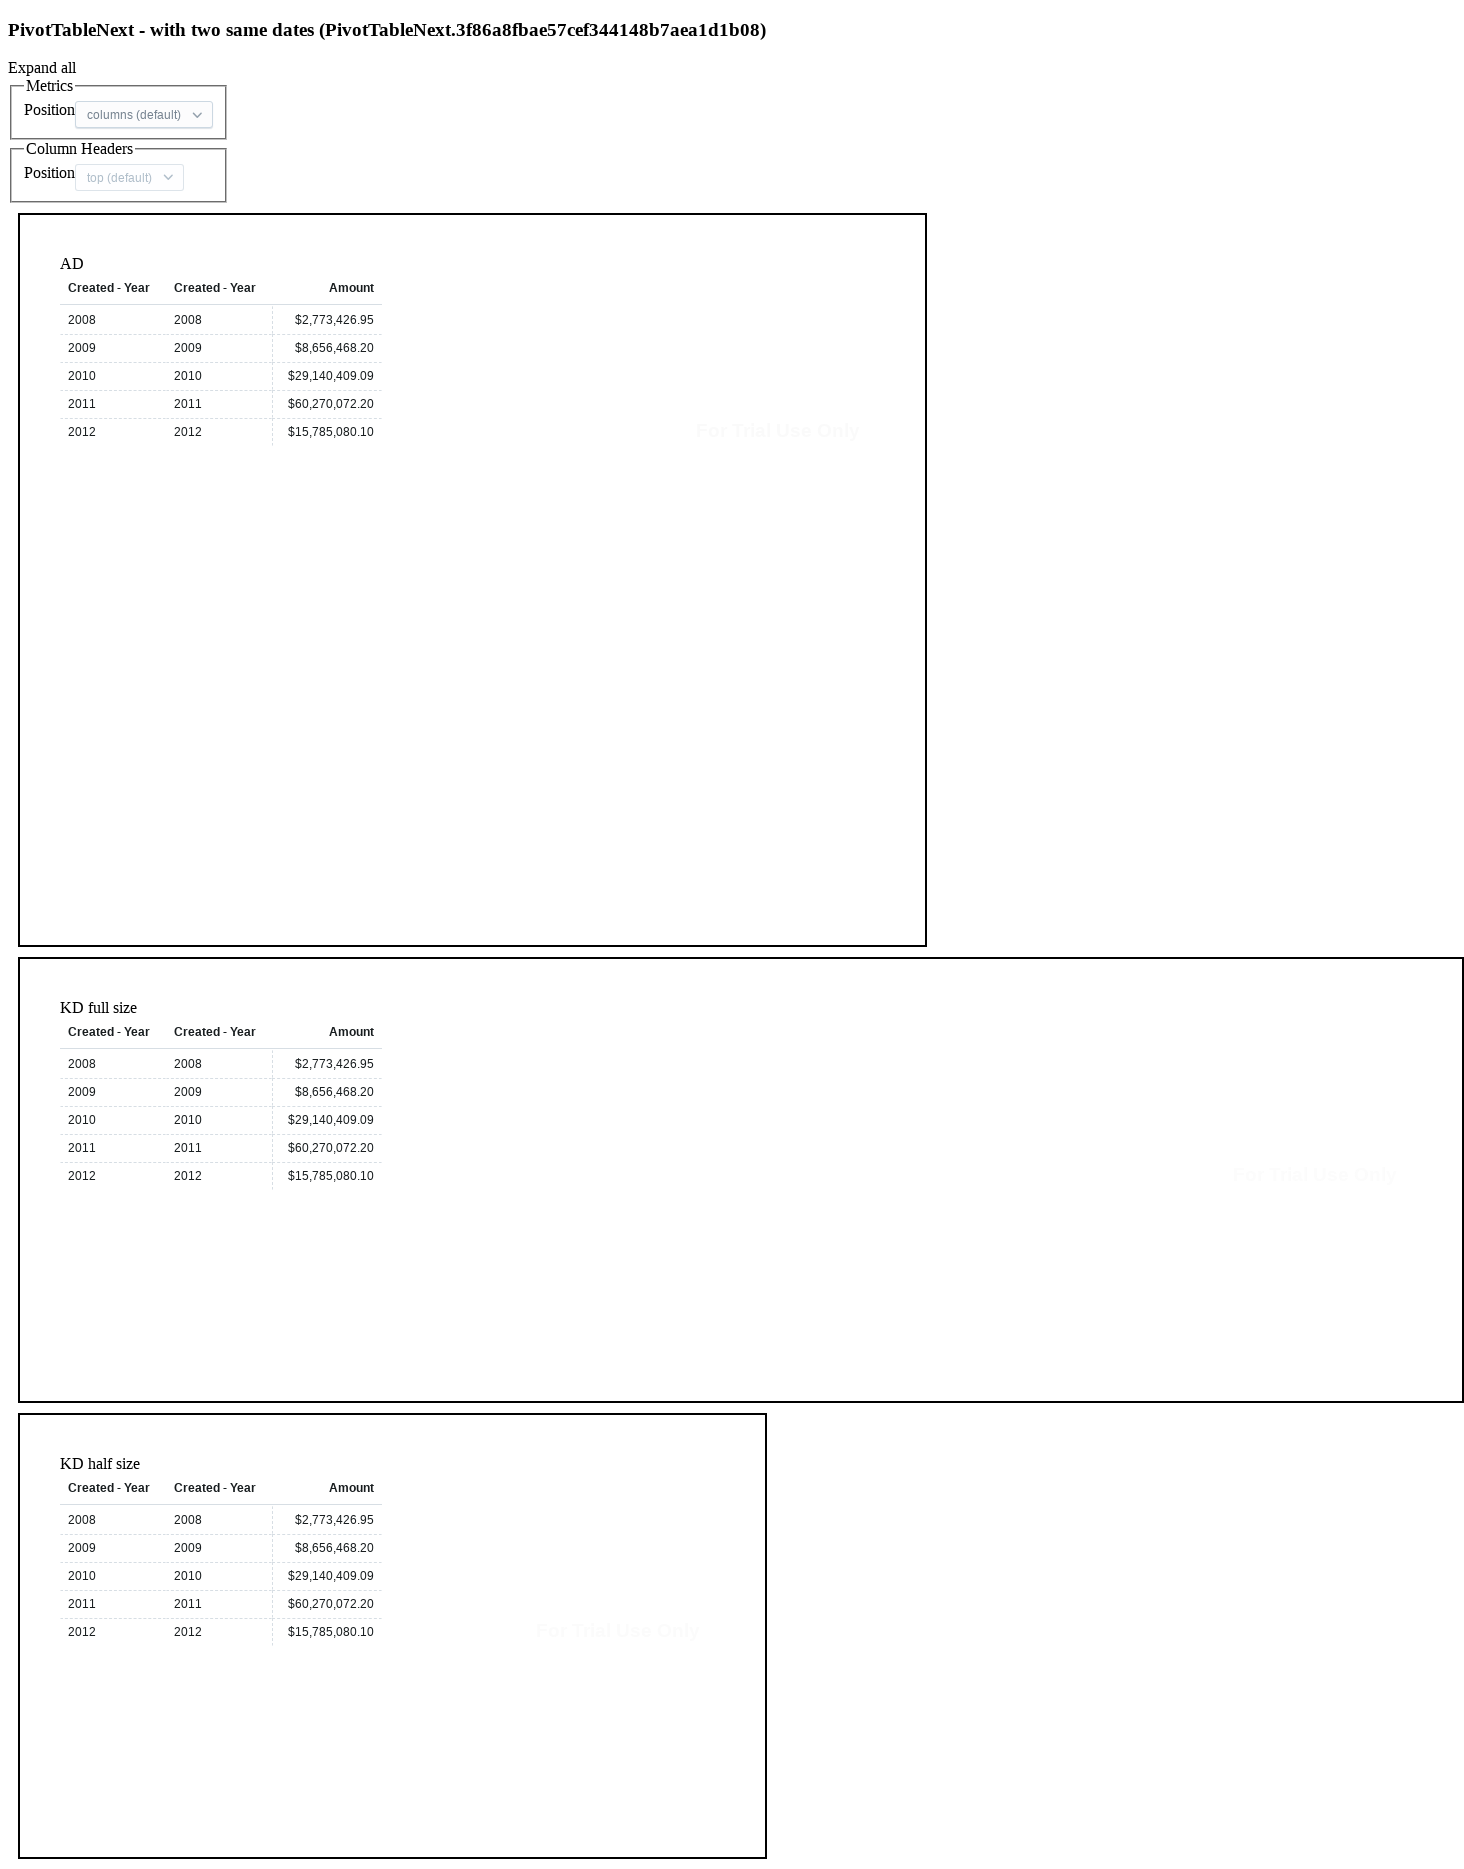 PivotTableNext - with two same dates (PivotTableNext.3f86a8fbae57cef344148b7aea1d1b08)
Expand all
Metrics
Position columns (default)
Column Headers
Position top (default)
AD
Created - Year Created - Year Amount
2008 2008 $2,773,426.95
2009 2009 $8,656,468.20
2010 2010 $29,140,409.09
2011 2011 $60,270,072.20
2012 2012 $15,785,080.10
For Trial Use Only
KD full size
Created - Year Created - Year Amount
2008 2008 $2,773,426.95
2009 2009 $8,656,468.20
2010 2010 $29,140,409.09
2011 2011 $60,270,072.20
2012 2012 $15,785,080.10
For Trial Use Only
KD half size
Created - Year Created - Year Amount
2008 2008 $2,773,426.95
2009 2009 $8,656,468.20
2010 2010 $29,140,409.09
2011 2011 $60,270,072.20
2012 2012 $15,785,080.10
For Trial Use Only